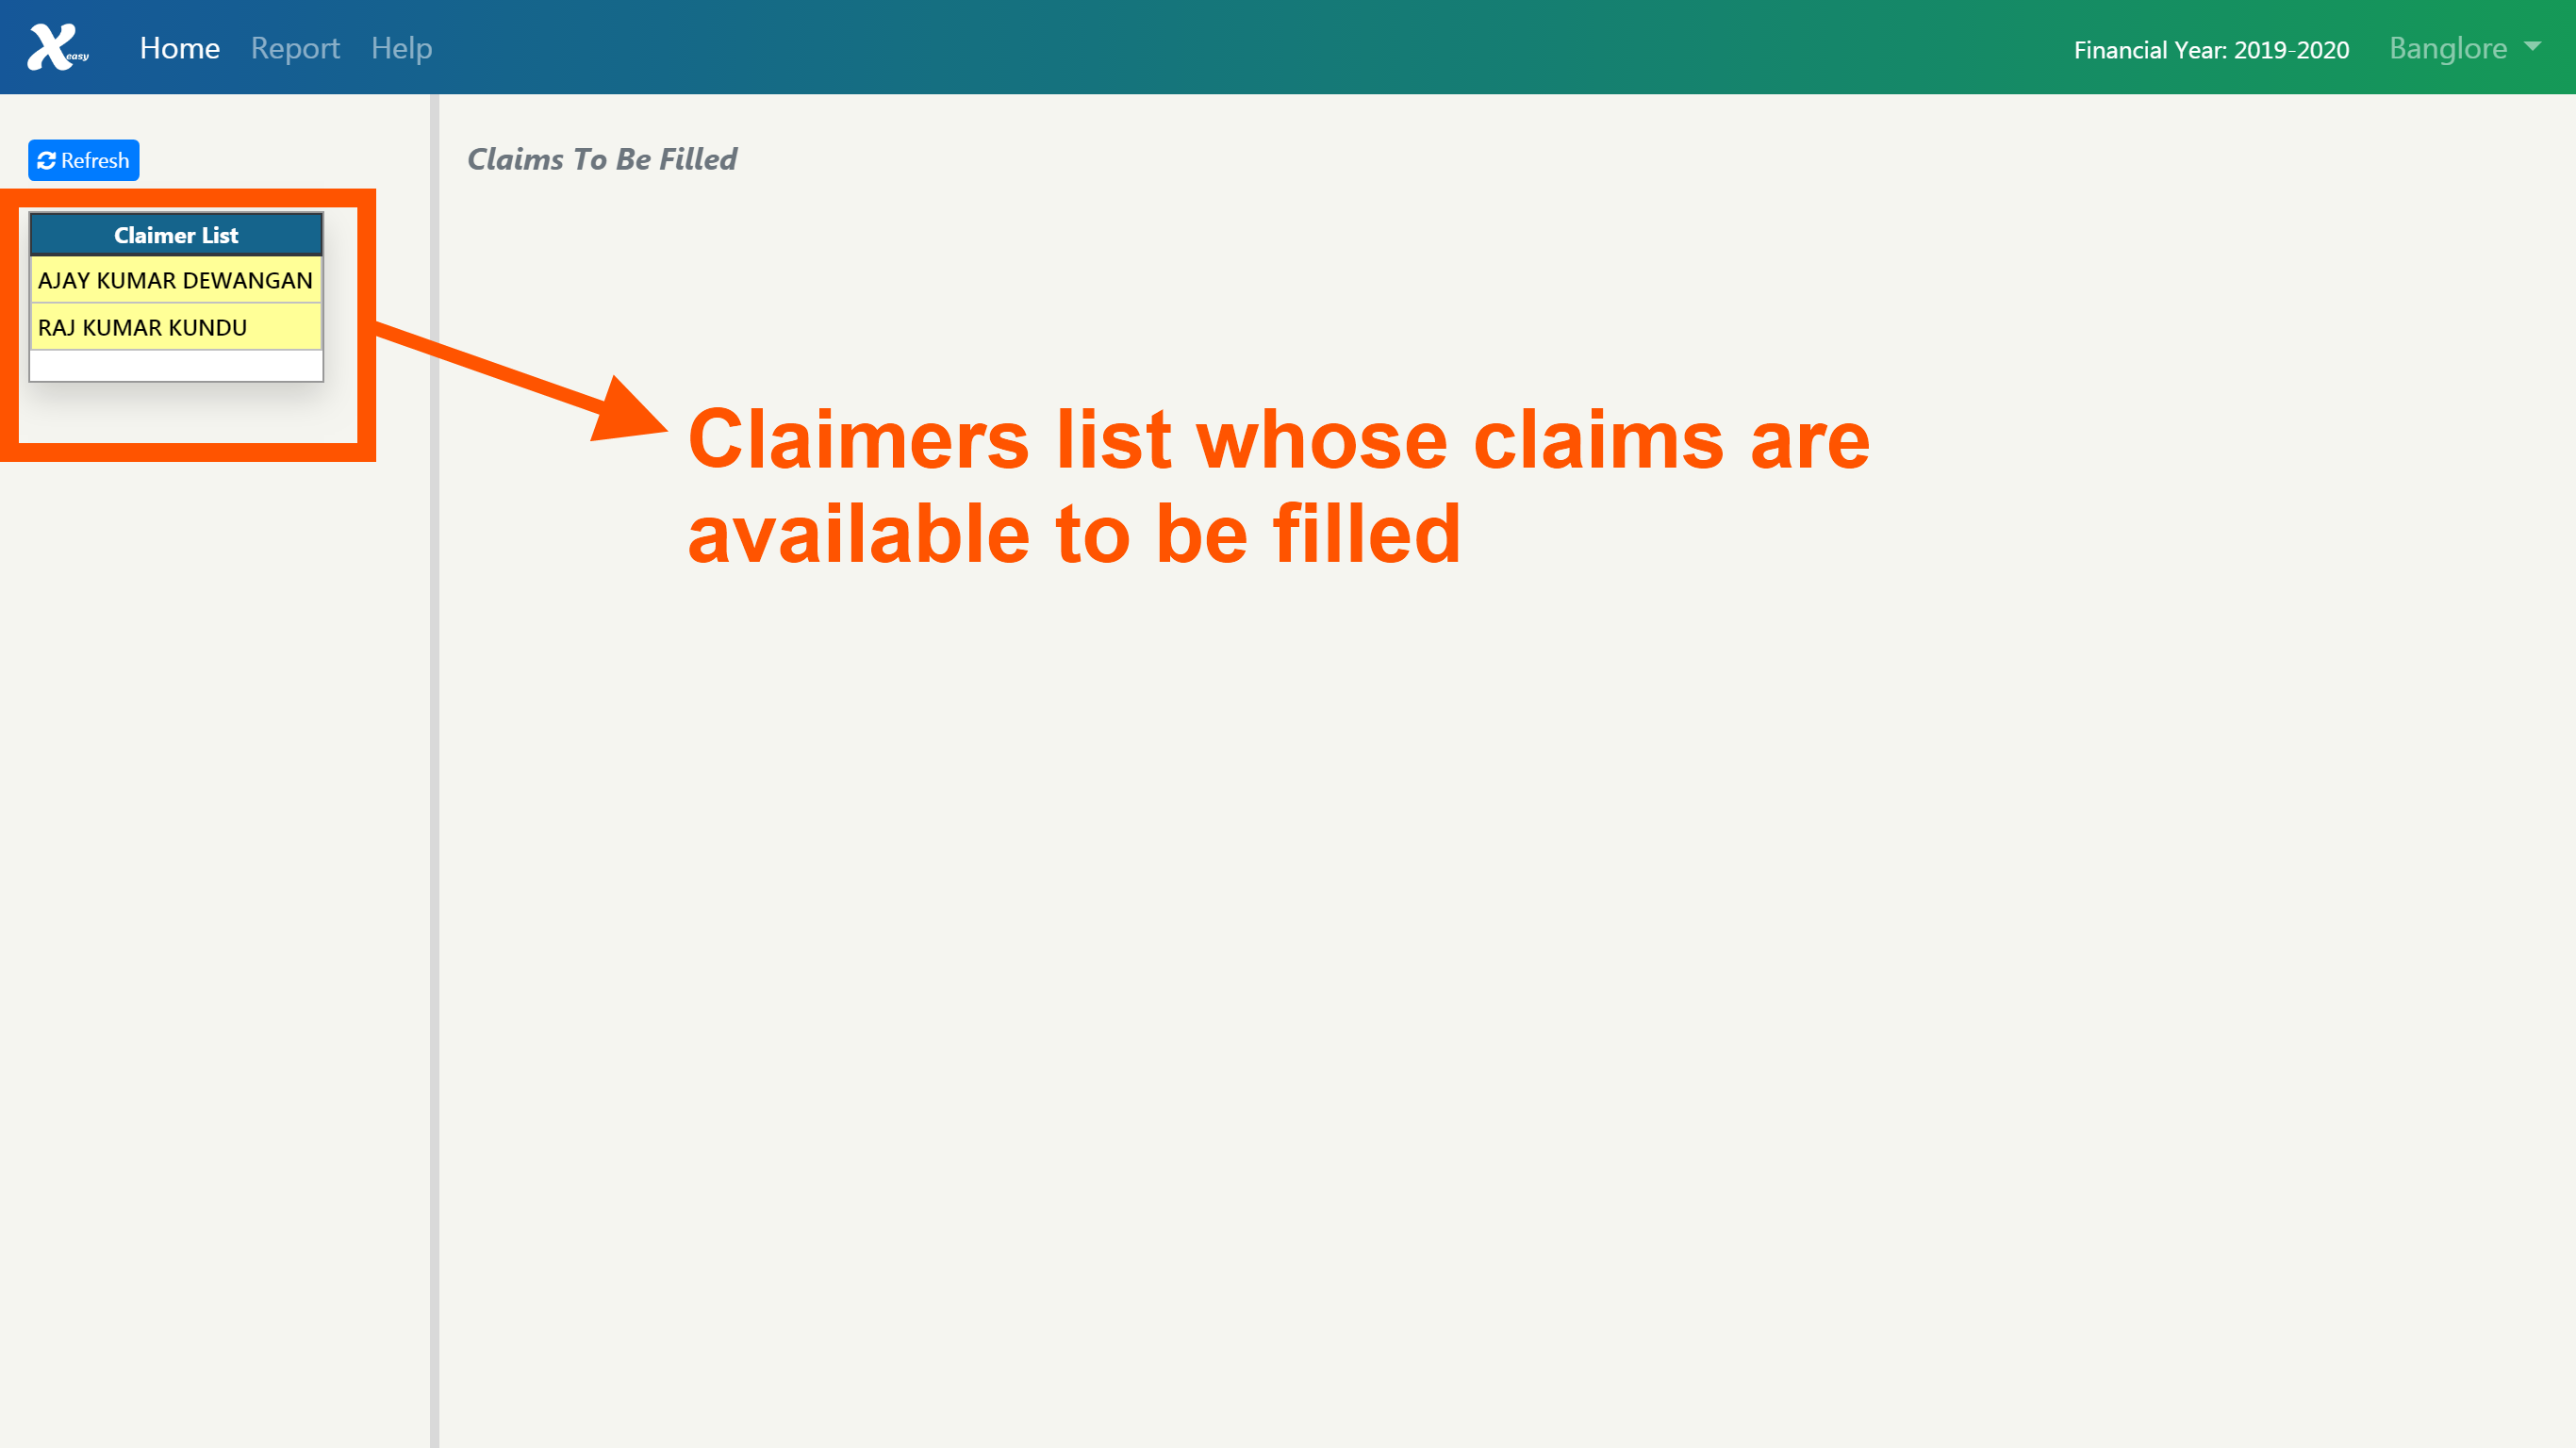 X easy
Home Report Help
Financial Year: 2019-2020 Banglore
Refresh
Claims To Be Filled
Claimer List
AJAY KUMAR DEWANGAN
RAJ KUMAR KUNDU
Claimers list whose claims are
available to be filled